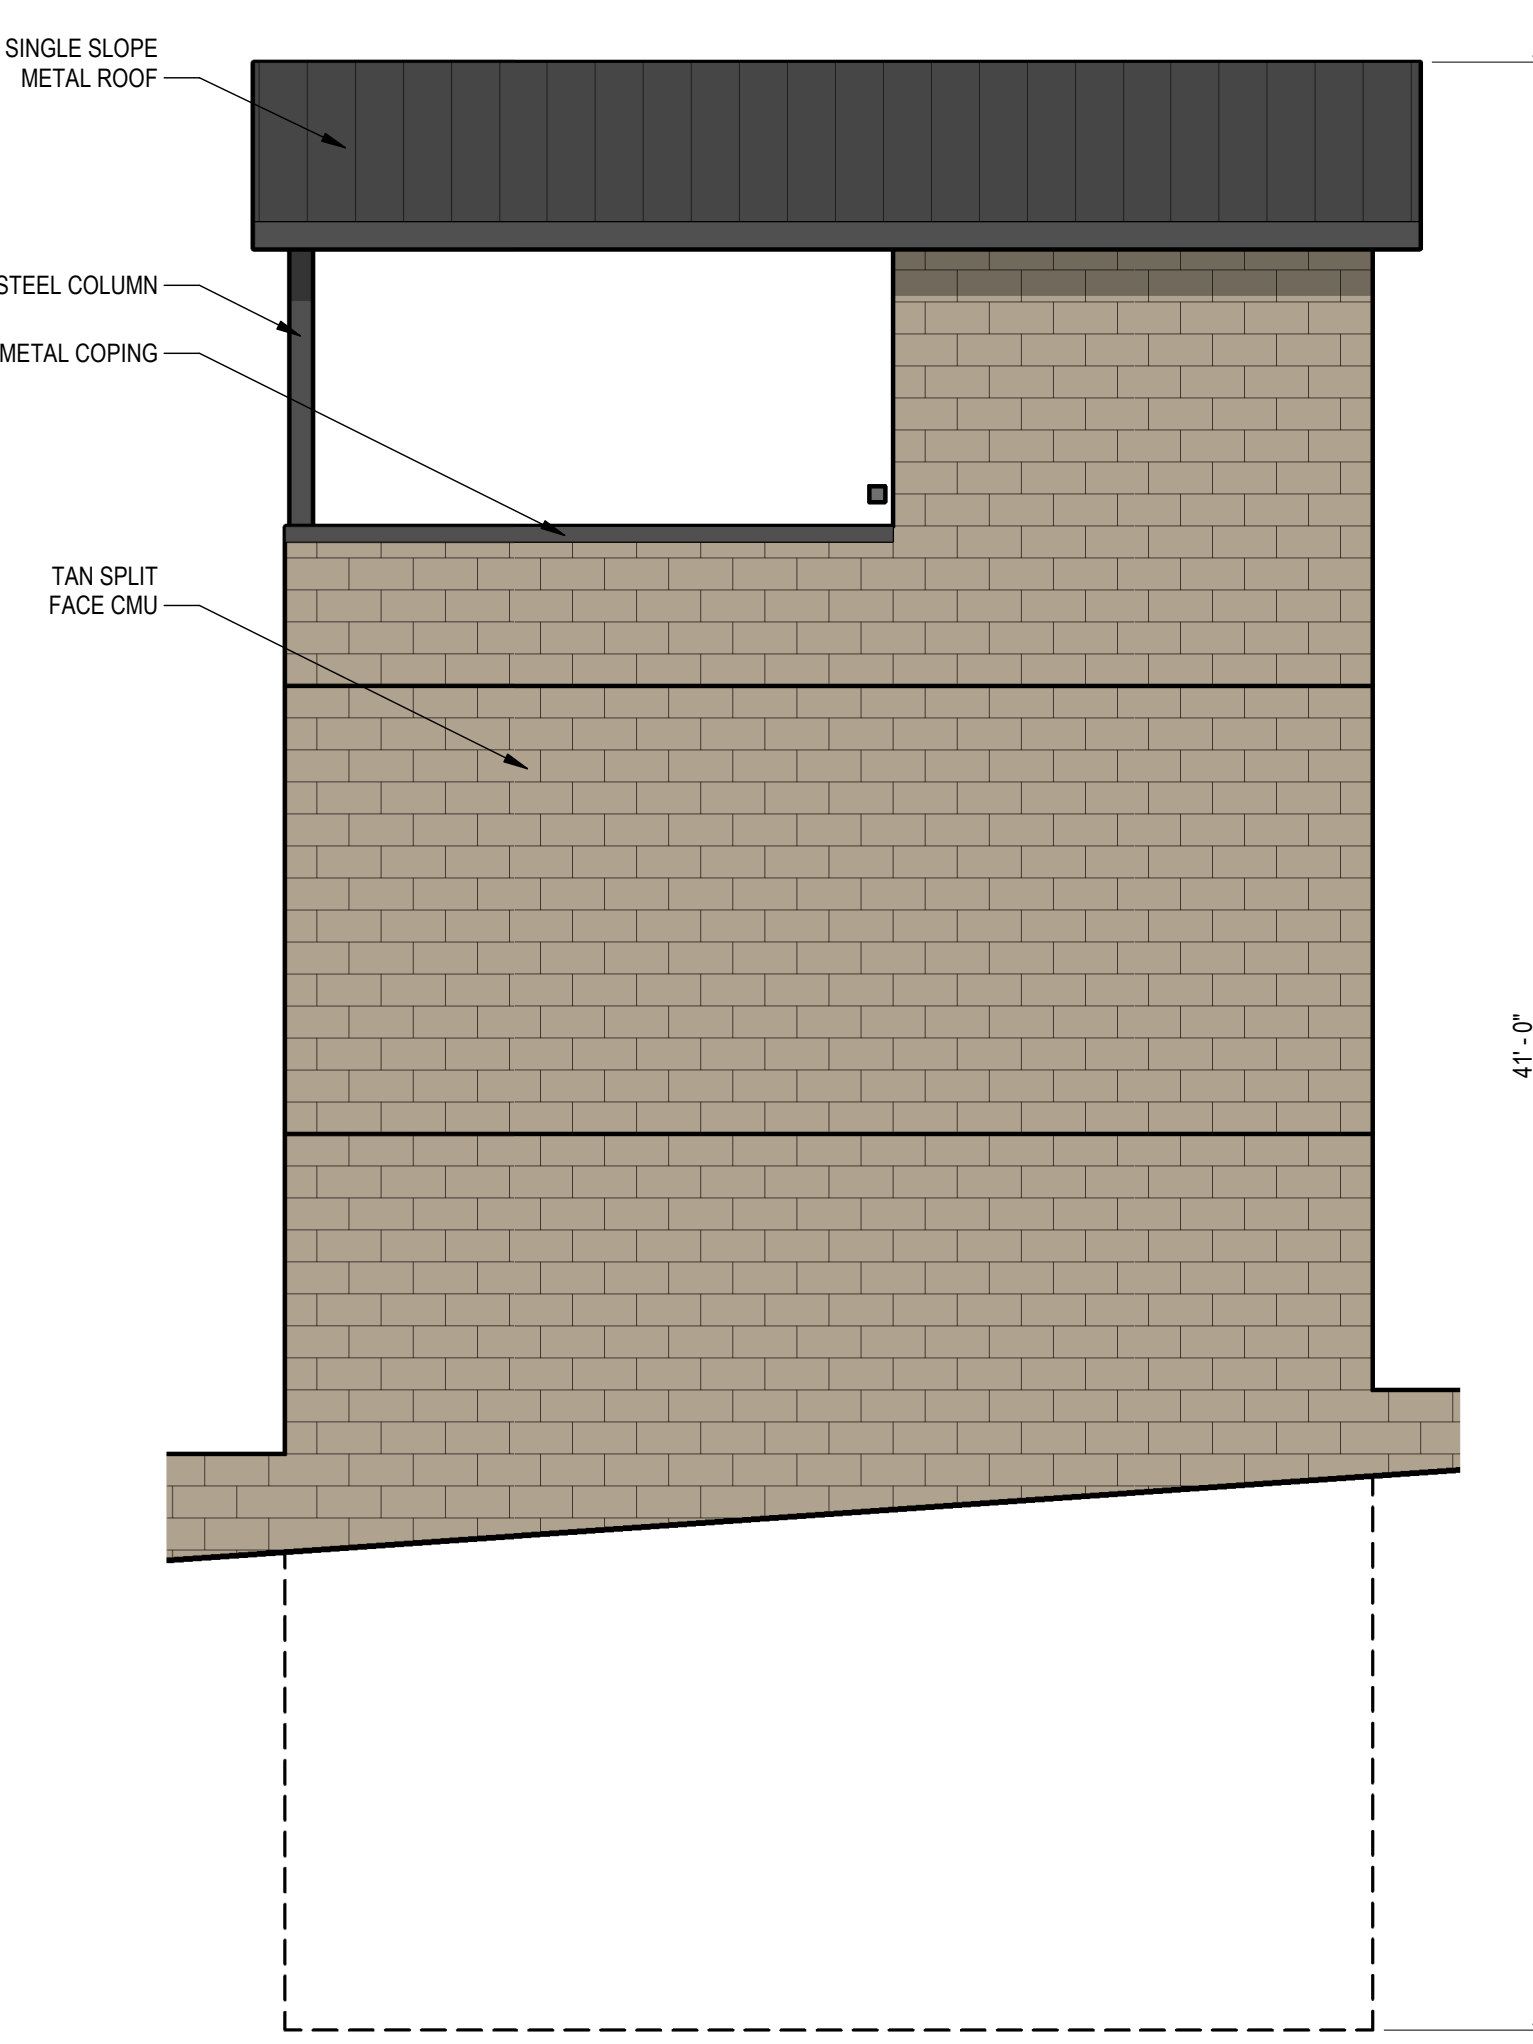 SINGLE SLOPE
METAL ROOF
STEEL COLUMN
METAL COPING
TAN SPLIT
FACE CMU
41' - 0"